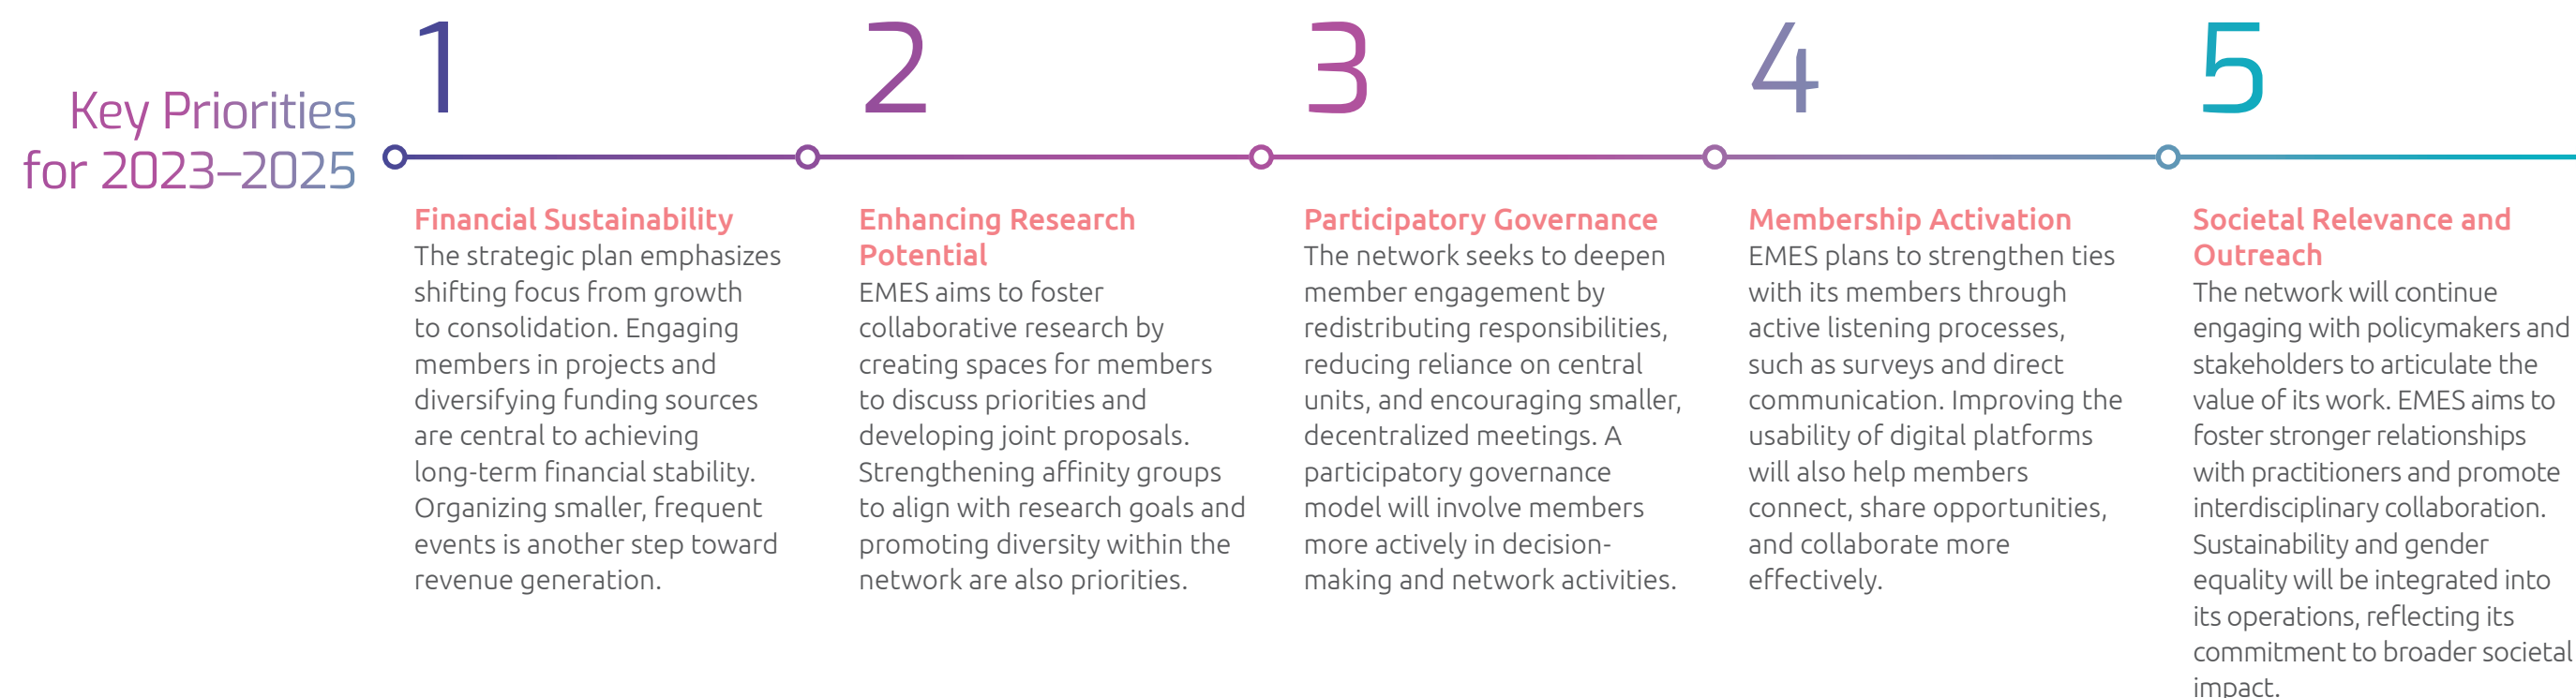 Key Priorities
for 2023–2025
1
Financial Sustainability
The strategic plan emphasizes
shifting focus from growth
to consolidation. Engaging
members in projects and
diversifying funding sources
are central to achieving
long-term financial stability.
Organizing smaller, frequent
events is another step toward
revenue generation.
2
Enhancing Research
Potential
EMES aims to foster
collaborative research by
creating spaces for members
to discuss priorities and
developing joint proposals.
Strengthening affinity groups
to align with research goals and
promoting diversity within the
network are also priorities.
3
Participatory Governance
The network seeks to deepen
member engagement by
redistributing responsibilities,
reducing reliance on central
units, and encouraging smaller,
decentralized meetings. A
participatory governance
model will involve members
more actively in decision-
making and network activities.
4
Membership Activation
EMES plans to strengthen ties
with its members through
active listening processes,
such as surveys and direct
communication. Improving the
usability of digital platforms
will also help members
connect, share opportunities,
and collaborate more
effectively.
5
Societal Relevance and
Outreach
The network will continue
engaging with policymakers and
stakeholders to articulate the
value of its work. EMES aims to
foster stronger relationships
with practitioners and promote
interdisciplinary collaboration.
Sustainability and gender
equality will be integrated into
its operations, reflecting its
commitment to broader societal
impact.